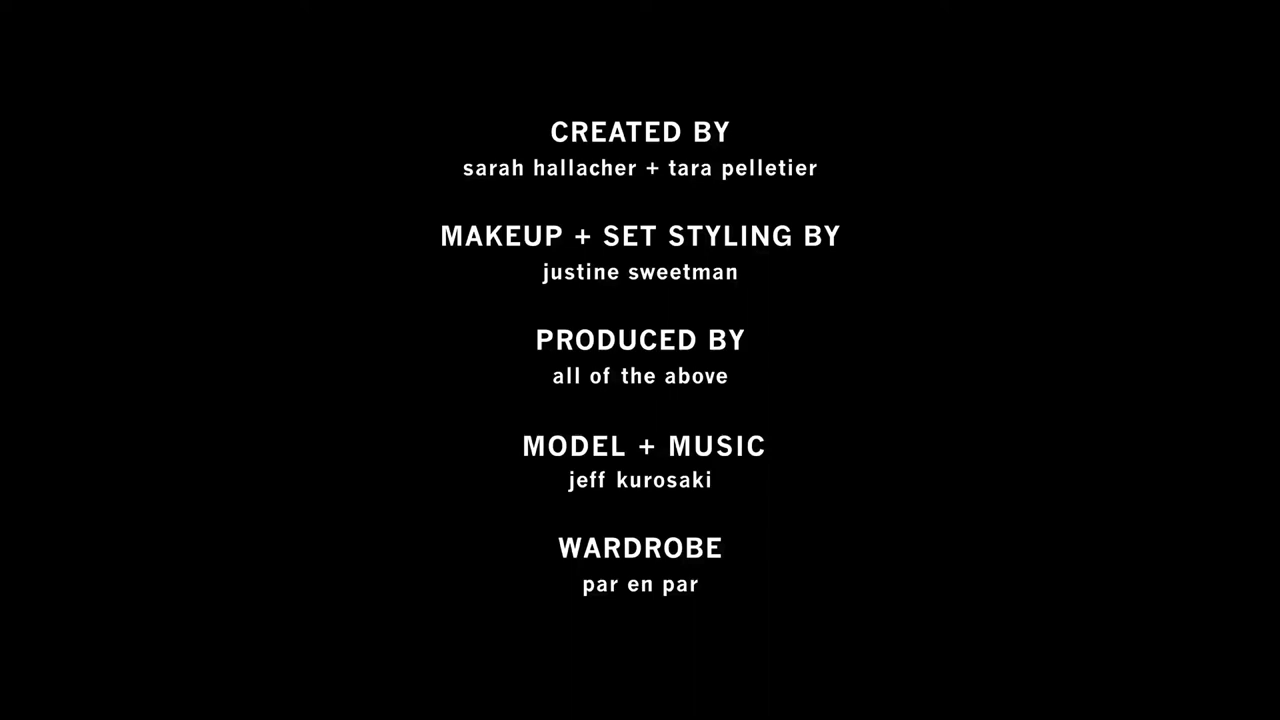 CREATED BY
sarah hallacher + tara pelletier
MAKEUP + SET STYLING BY
justine sweetman
PRODUCED BY
all of the above
MODEL + MUSIC
jeff kurosaki
WARDROBE
par en par